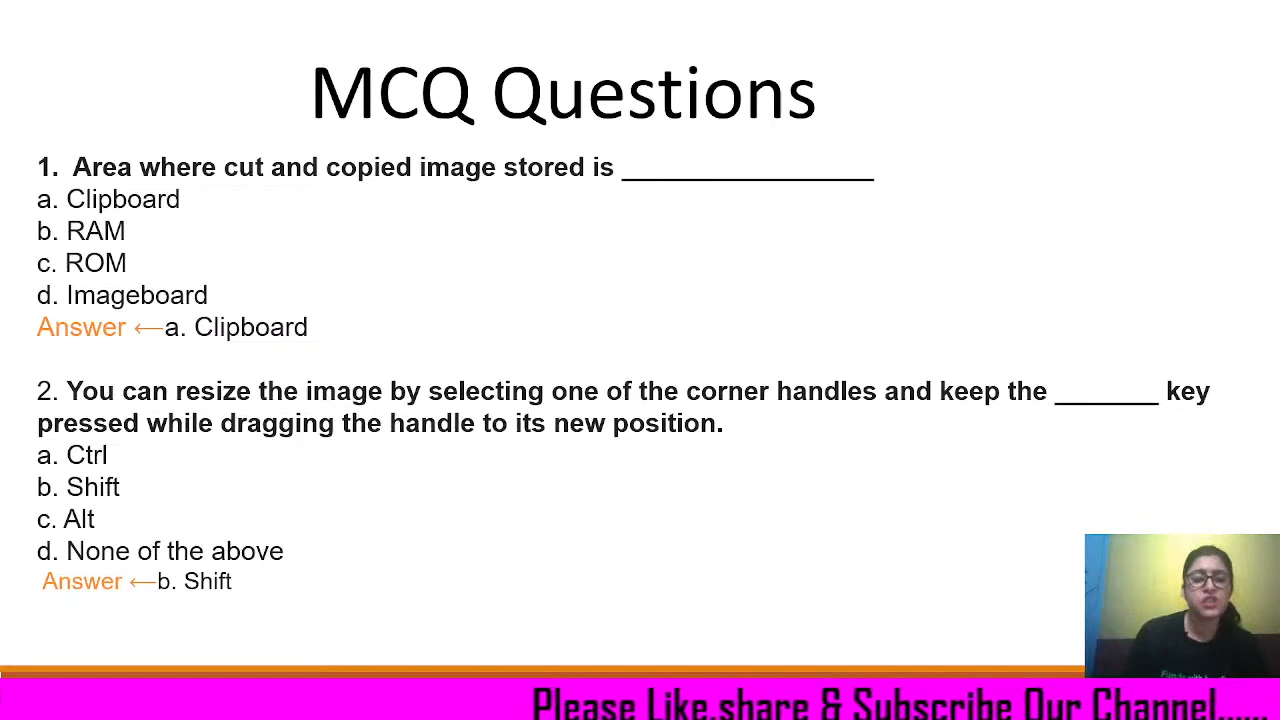 MCQ Questions
1. Area where cut and copied image stored is __________________
a. Clipboard
b. RAM
c. ROM
d. Imageboard
Answer ⟵a. Clipboard
2. You can resize the image by selecting one of the corner handles and keep the _______ key
pressed while dragging the handle to its new position.
a. Ctrl
b. Shift
c. Alt
d. None of the above
Answer ⟵b. Shift
Please Like,share & Subscribe Our Channel......